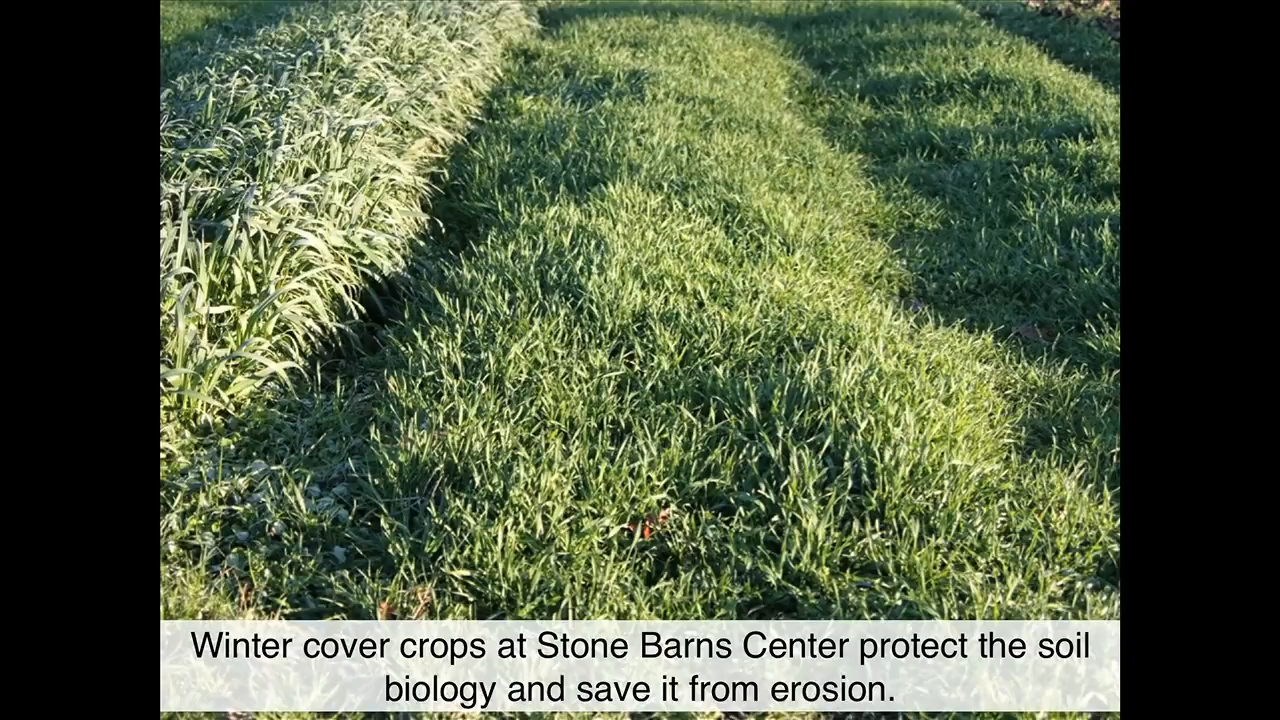 Winter cover crops at Stone Barns Center protect the soil
biology and save it from erosion.